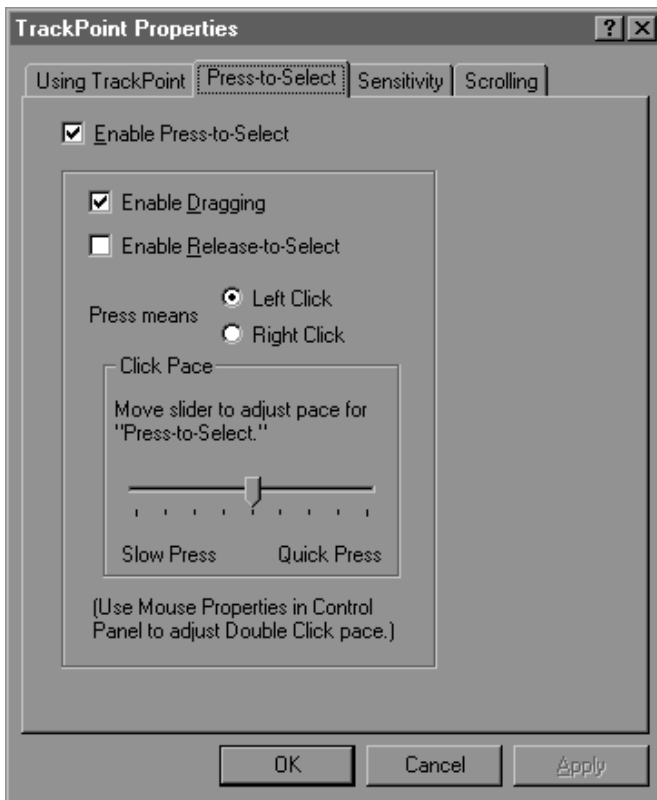 TrackPoint Properties
Using TrackPoint Press-to-Select Sensitivity Scrolling
Enable Press-to-Select
Enable Dragging
Enable Release-to-Select
Press means
Left Click
Right Click
Click Pace
Move slider to adjust pace for
"Press-to-Select."
Slow Press Quick Press
(Use Mouse Properties in Control
Panel to adjust Double Click pace.)
OK Cancel Apply